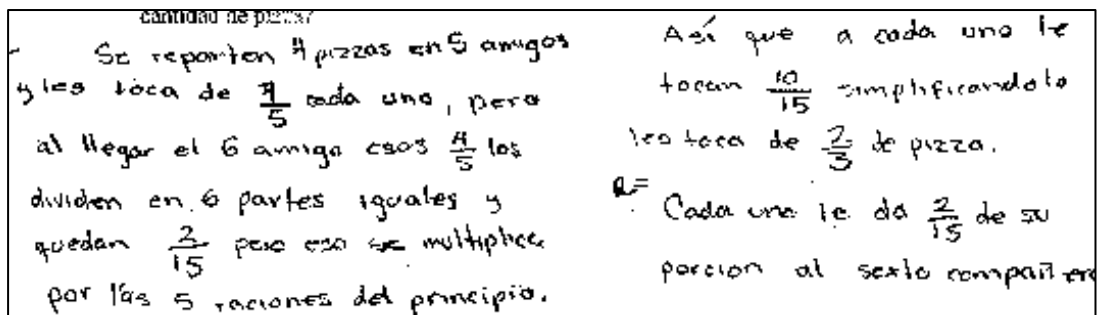 cantidad de pizza?
Se reparten 4 pizzas en 5 amigos
y les toca de 4/5 cada uno, pero
al llegar el 6 amigo esos 4/5 los
dividen en 6 partes iguales y
quedan 2/15 pero eso se multiplica
por las 5 raciones del principio.
Así que a cada uno le
tocan 10/15 simplificandolo
les toca de 2/3 de pizza.
R= Cada uno le da 2/15 de su
porcion al sexto compañero